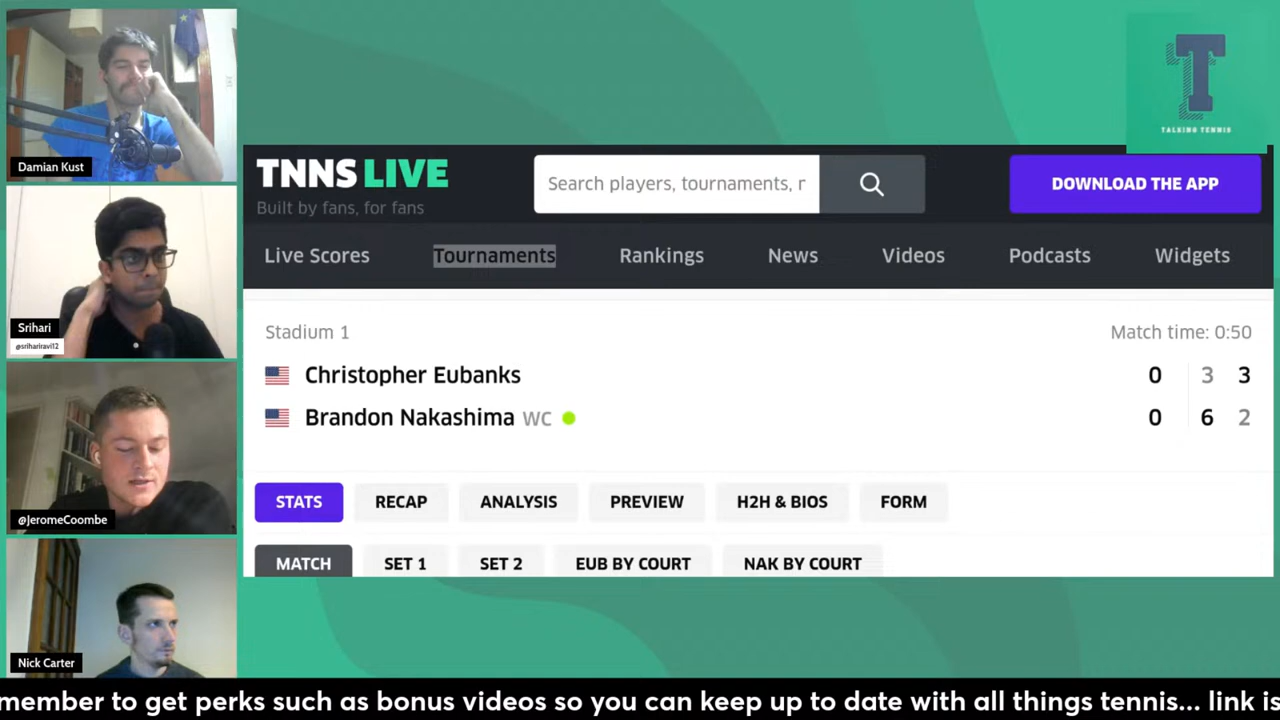 Damian Kust
Srihari
@srihariravi12
@JeromeCoombe
Nick Carter
T
TALKING TENNIS
TNNS LIVE
Built by fans, for fans
Search players, tournaments, r
DOWNLOAD THE APP
Live Scores Tournaments Rankings News Videos Podcasts Widgets
Stadium 1 Match time: 0:50
Christopher Eubanks 0 3 3
Brandon Nakashima WC 0 6 2
STATS RECAP ANALYSIS PREVIEW H2H & BIOS FORM
MATCH SET 1 SET 2 EUB BY COURT NAK BY COURT
member to get perks such as bonus videos so you can keep up to date with all things tennis... link is